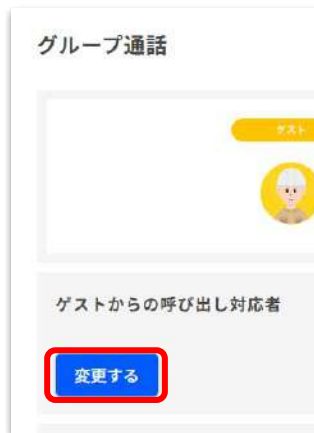 グループ通話
ゲスト
ゲストからの呼び出し対応者
変更する